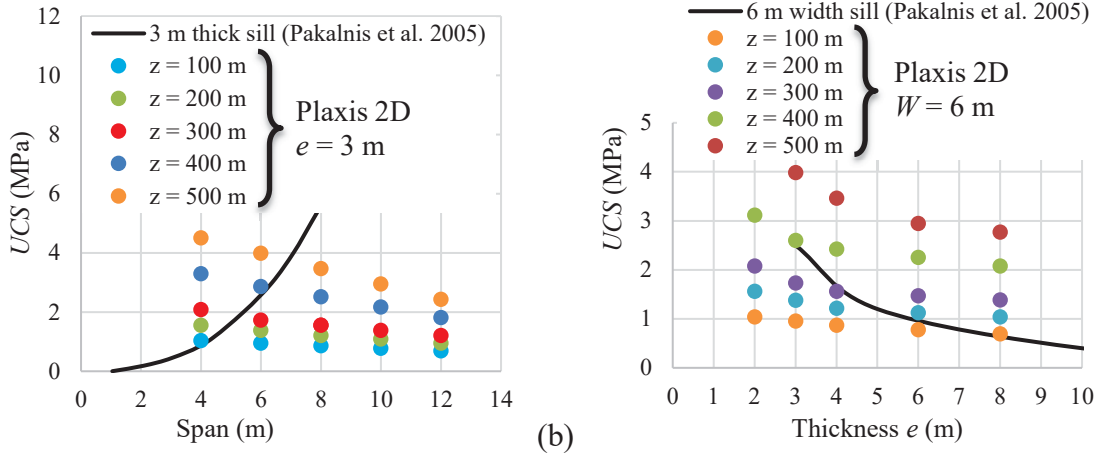 3 m thick sill (Pakalnis et al. 2005)
z = 100 m
z = 200 m
z = 300 m
z = 400 m
z = 500 m
Plaxis 2D
e = 3 m
UCS (MPa)
12
10
8
6
4
2
0
0 2 4 6 8 10 12 14
Span (m)
(b)
6 m width sill (Pakalnis et al. 2005)
z = 100 m
z = 200 m
z = 300 m
z = 400 m
z = 500 m
Plaxis 2D
W = 6 m
UCS (MPa)
5
4
3
2
1
0
0 1 2 3 4 5 6 7 8 9 10
Thickness e (m)